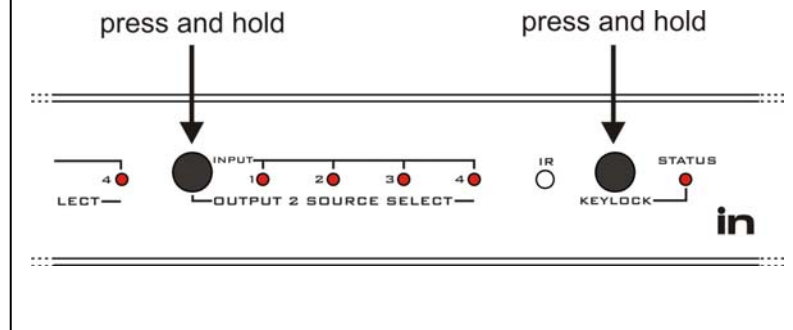 press and hold press and hold
INPUT IR STATUS
4 1 2 3 4
LECT OUTPUT 2 SOURCE SELECT KEYLOCK
in